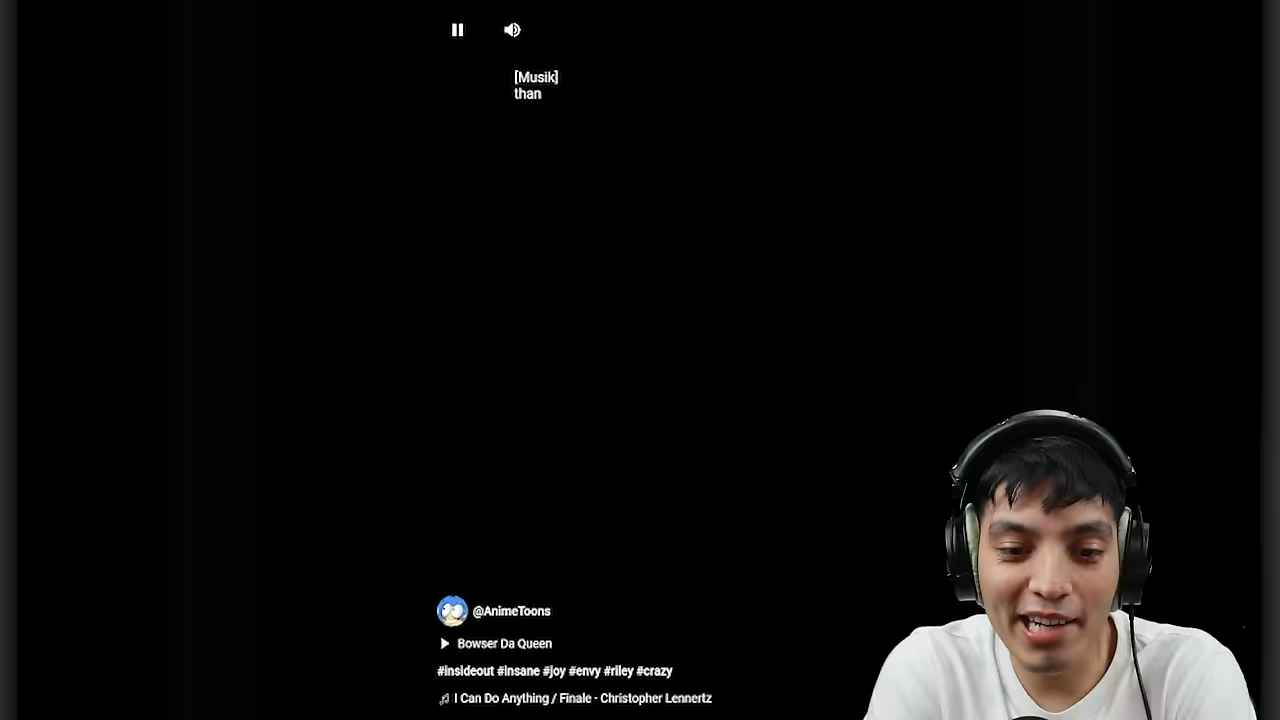 [Musik]
than
@AnimeToons
Bowser Da Queen
#insideout #insane #joy #envy #riley #crazy
I Can Do Anything / Finale - Christopher Lennertz